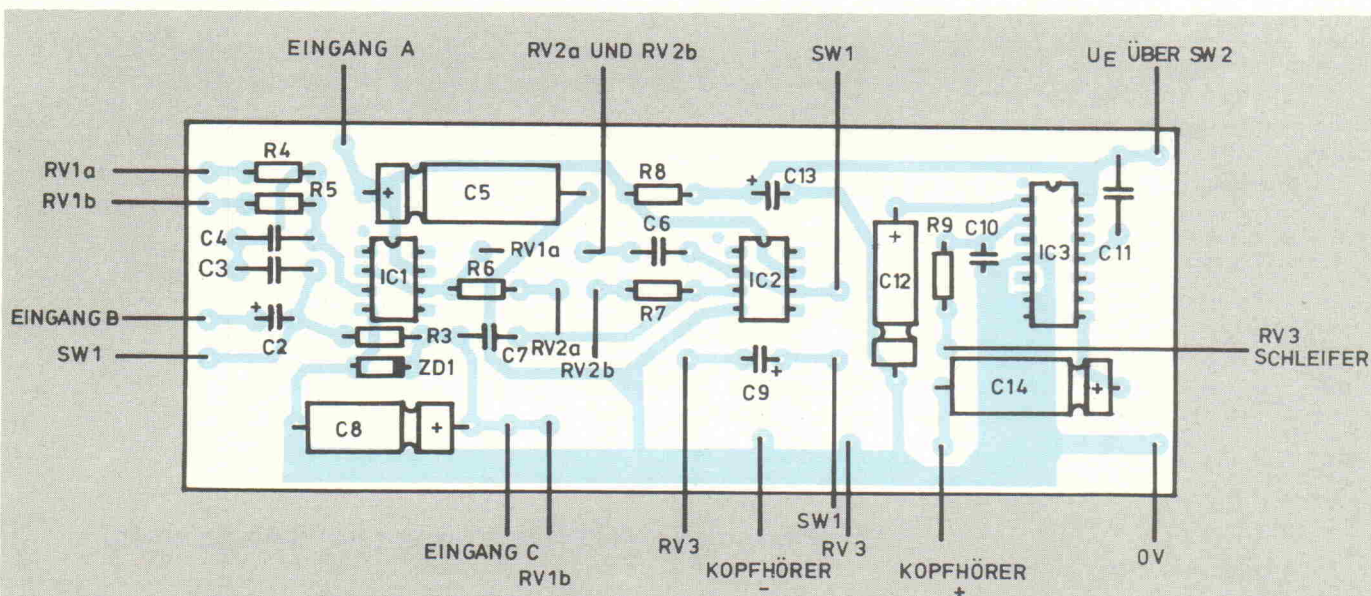 EINGANG A
RV2a UND RV2b
SW1
UE ÜBER SW2
RV1a
R4
RV1b
R5
C5
R8
C13
C4
C6
R9
C10
IC3
C11
C3
IC1
RV1a
R6
IC2
C12
R7
EINGANG B
C2
R3
C7
RV2a
RV3
SCHLEIFER
SW1
ZD1
RV2b
C9
C14
C8
EINGANG C
RV1b
RV3
KOPFHÖRER
-
SW1
RV3
KOPFHÖRER
+
0V